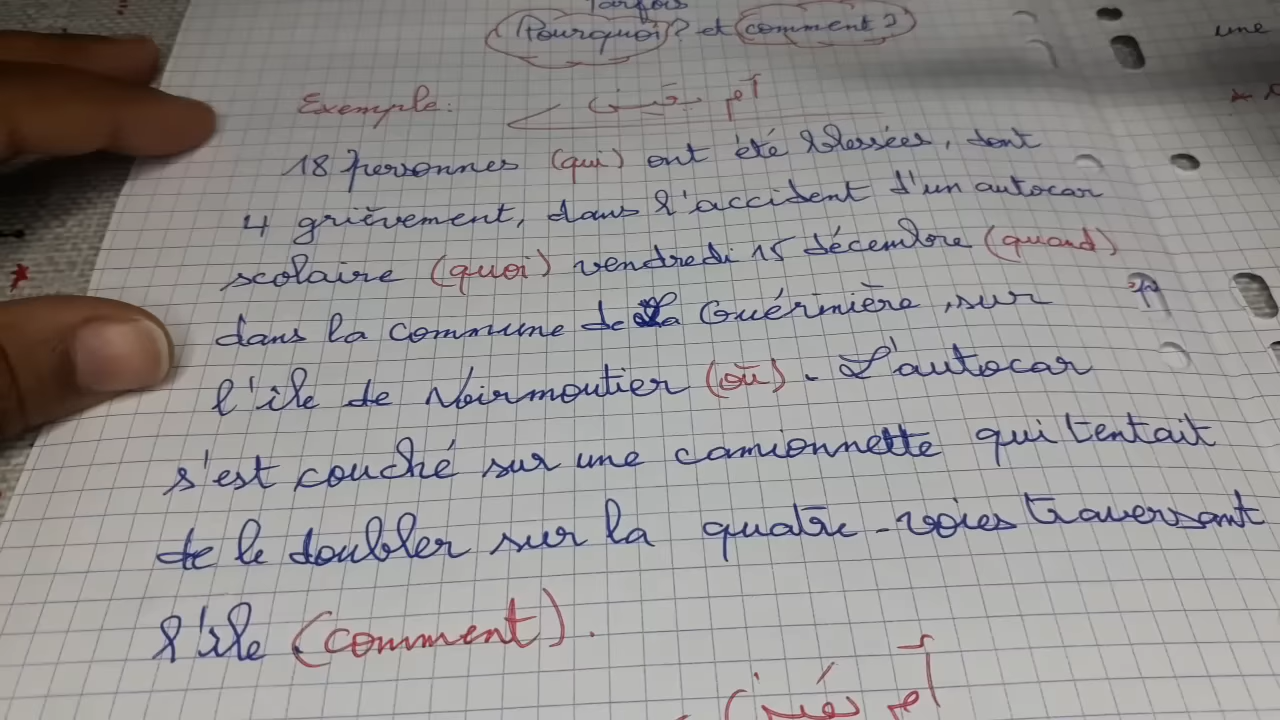 Parfois
Pourquoi? et comment?
une
Exemple:
18 personnes (qui) ont été blessées, dont
4 grièvement, dans l'accident d'un autocar
scolaire (quoi) vendredi 15 décembre (quand)
dans la commune de la Guérinière, sur
l'île de Noirmoutier (où). L'autocar
s'est couché sur une camionnette qui tentait
de le doubler sur la quatre-voies traversant
l'île (comment).